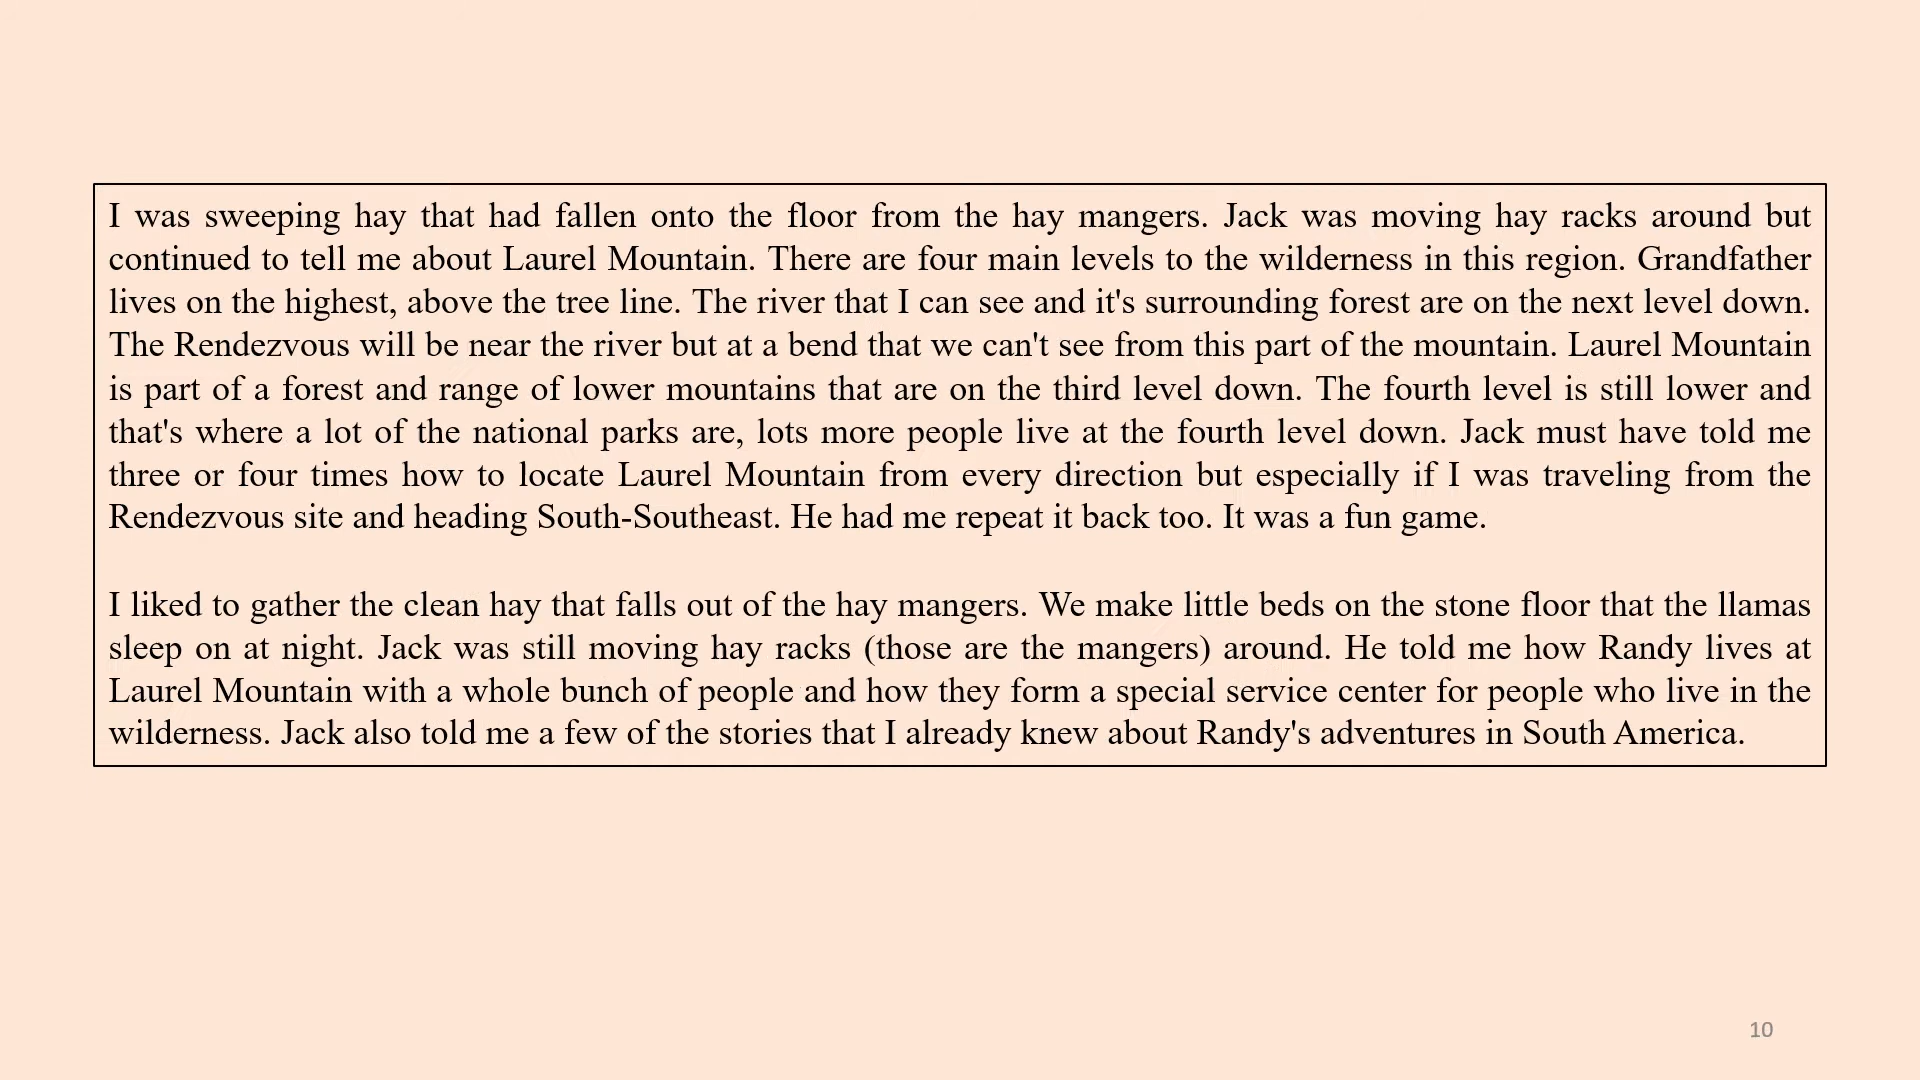 I was sweeping hay that had fallen onto the floor from the hay mangers. Jack was moving hay racks around but
continued to tell me about Laurel Mountain. There are four main levels to the wilderness in this region. Grandfather
lives on the highest, above the tree line. The river that I can see and it's surrounding forest are on the next level down.
The Rendezvous will be near the river but at a bend that we can't see from this part of the mountain. Laurel Mountain
is part of a forest and range of lower mountains that are on the third level down. The fourth level is still lower and
that's where a lot of the national parks are, lots more people live at the fourth level down. Jack must have told me
three or four times how to locate Laurel Mountain from every direction but especially if I was traveling from the
Rendezvous site and heading South-Southeast. He had me repeat it back too. It was a fun game.
I liked to gather the clean hay that falls out of the hay mangers. We make little beds on the stone floor that the llamas
sleep on at night. Jack was still moving hay racks (those are the mangers) around. He told me how Randy lives at
Laurel Mountain with a whole bunch of people and how they form a special service center for people who live in the
wilderness. Jack also told me a few of the stories that I already knew about Randy's adventures in South America.
10